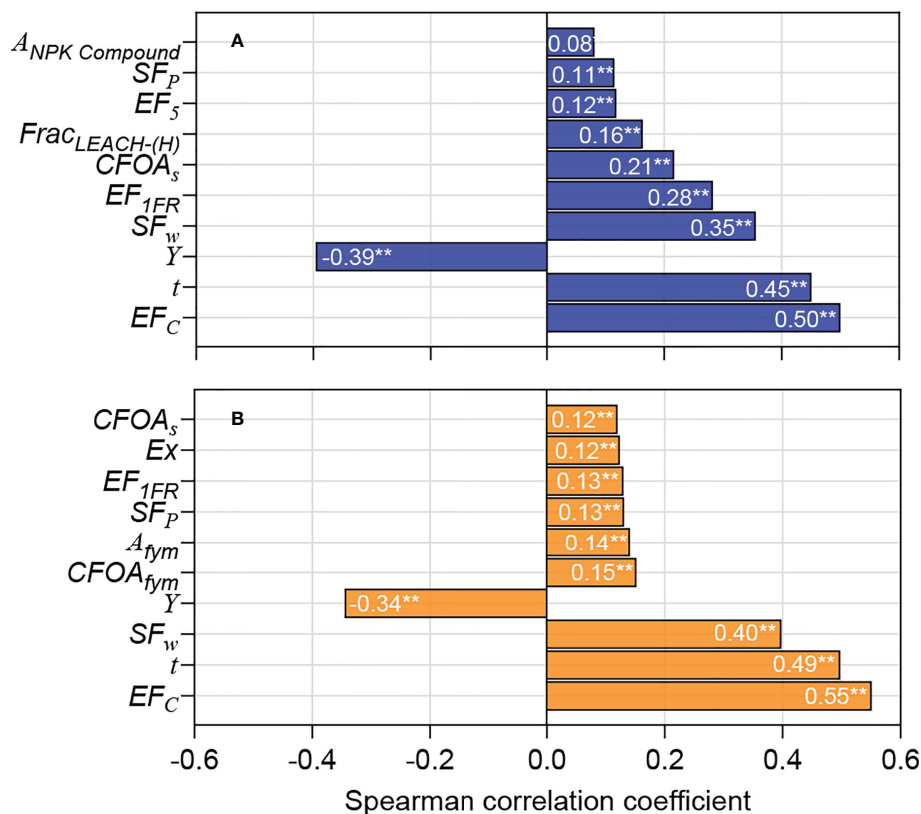 A
A_NPK Compound 0.08*
SF_P 0.11**
EF_5 0.12**
Frac_LEACH-(H) 0.16**
CFOA_s 0.21**
EF_1FR 0.28**
SF_w 0.35**
Y -0.39**
t 0.45**
EF_C 0.50**
B
CFOA_s 0.12**
Ex 0.12**
EF_1FR 0.13**
SF_P 0.13**
A_fym 0.14**
CFOA_fym 0.15**
Y -0.34**
SF_w 0.40**
t 0.49**
EF_C 0.55**
-0.6 -0.4 -0.2 0.0 0.2 0.4 0.6
Spearman correlation coefficient